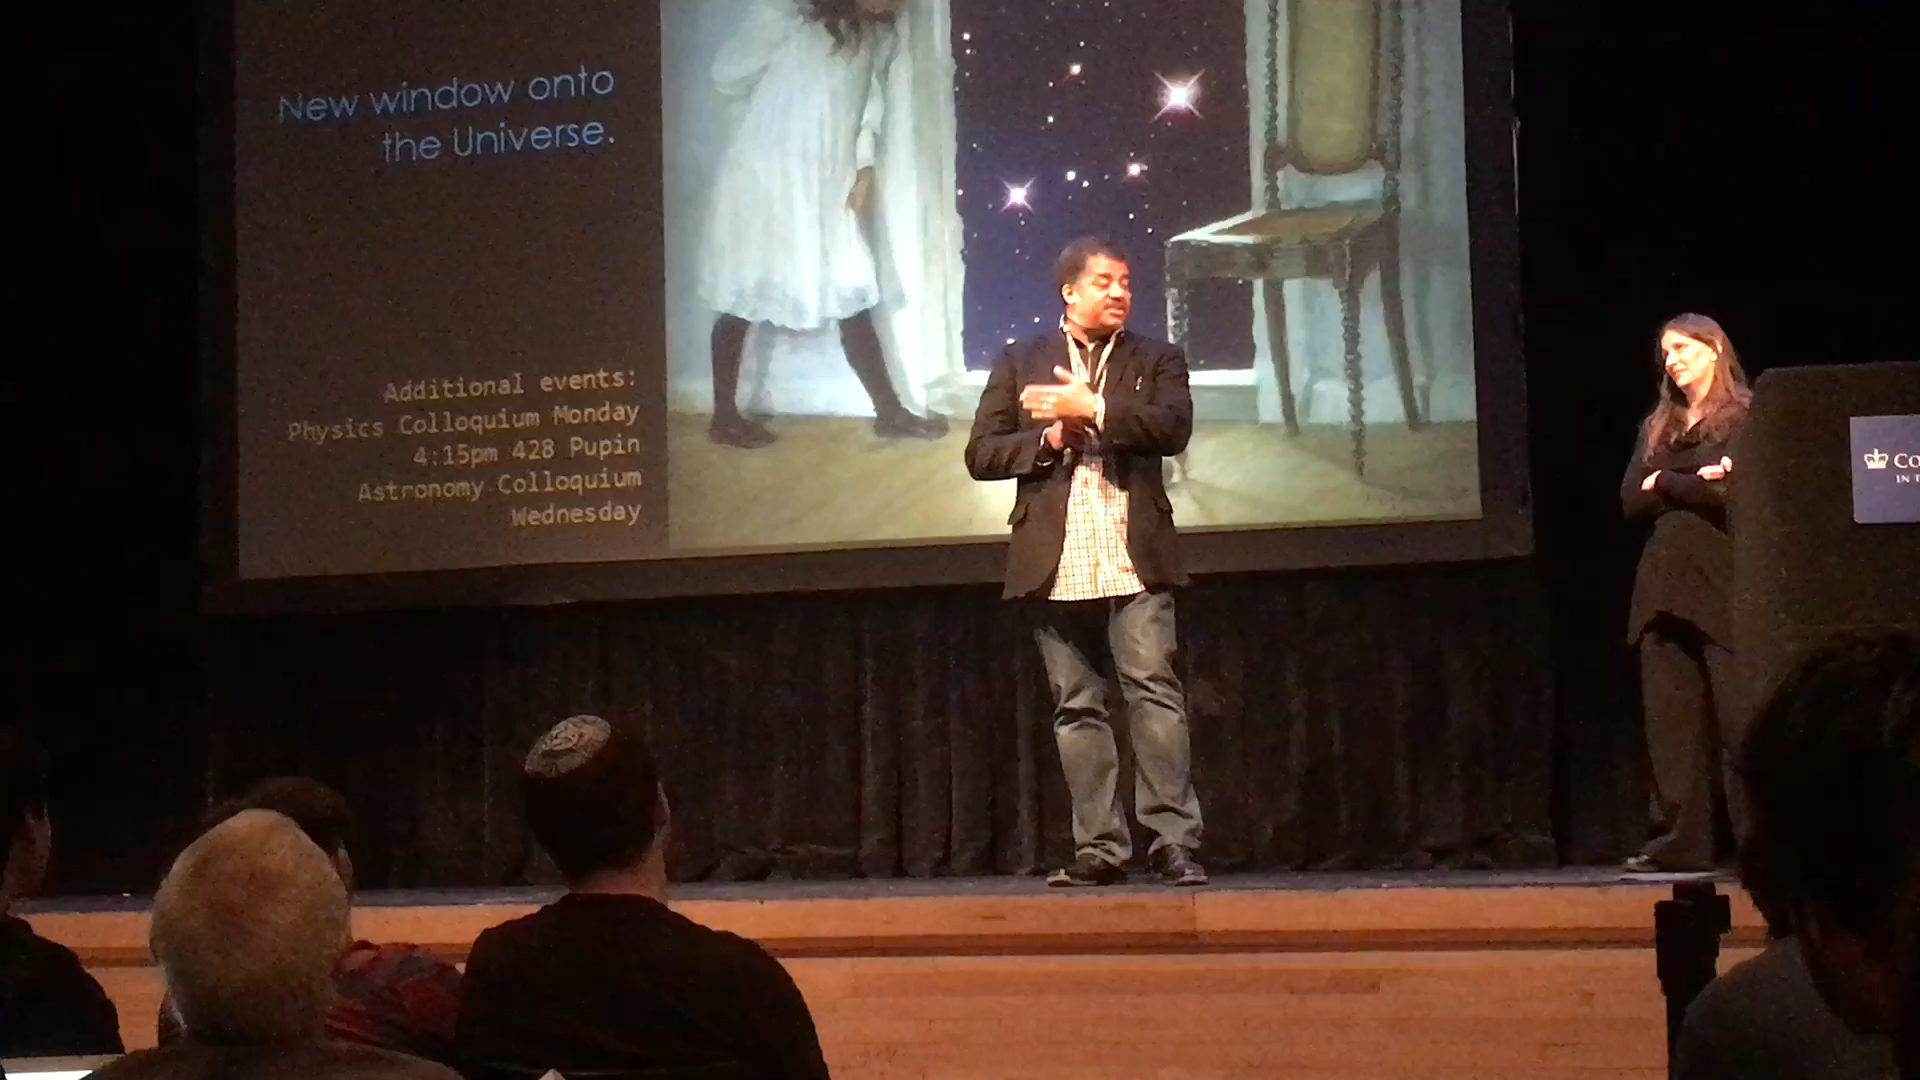 New window onto
the Universe.
Additional events:
Physics Colloquium Monday
4:15pm 428 Pupin
Astronomy Colloquium
Wednesday